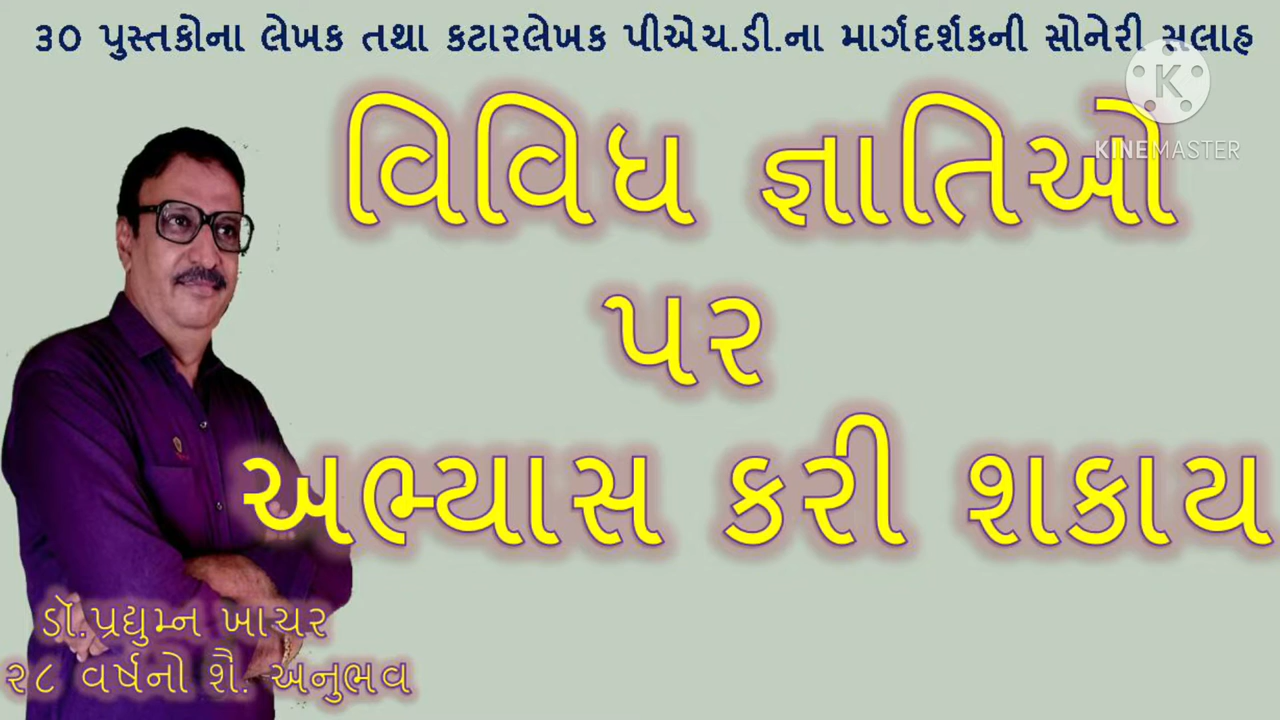 ૩૦ પુસ્તકોના લેખક તથા કટારલેખક પીએચ.ડી.ના માર્ગદર્શકની સોનેરી સલાહ
K
KINEMASTER
વિવિધ જ્ઞાતિઓ
પર
અભ્યાસ કરી શકાય
ડૉ.પ્રદ્યુમ્ન ખાચર
૨૮ વર્ષનો શૈ. અનુભવ